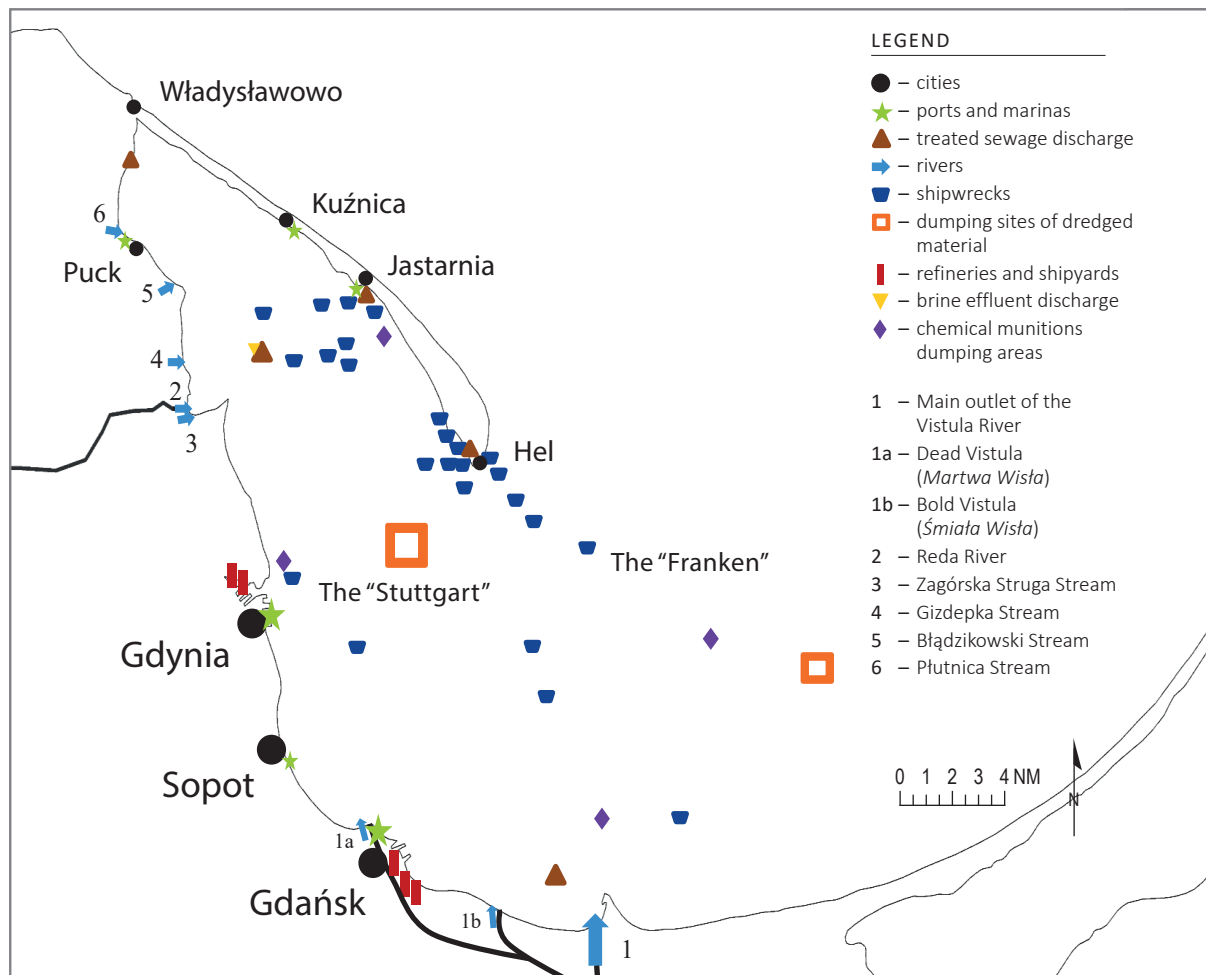 Władysławowo
Kuźnica
Jastarnia
6
Puck
5
4
2
3
Hel
The “Franken”
The “Stuttgart”
Gdynia
Sopot
1a
Gdańsk
1b
1
LEGEND
– cities
– ports and marinas
– treated sewage discharge
– rivers
– shipwrecks
– dumping sites of dredged
material
– refineries and shipyards
– brine effluent discharge
– chemical munitions
dumping areas
1 – Main outlet of the
Vistula River
1a – Dead Vistula
(Martwa Wisła)
1b – Bold Vistula
(Śmiała Wisła)
2 – Reda River
3 – Zagórska Struga Stream
4 – Gizdepka Stream
5 – Błądzikowski Stream
6 – Płutnica Stream
0 1 2 3 4 NM
N